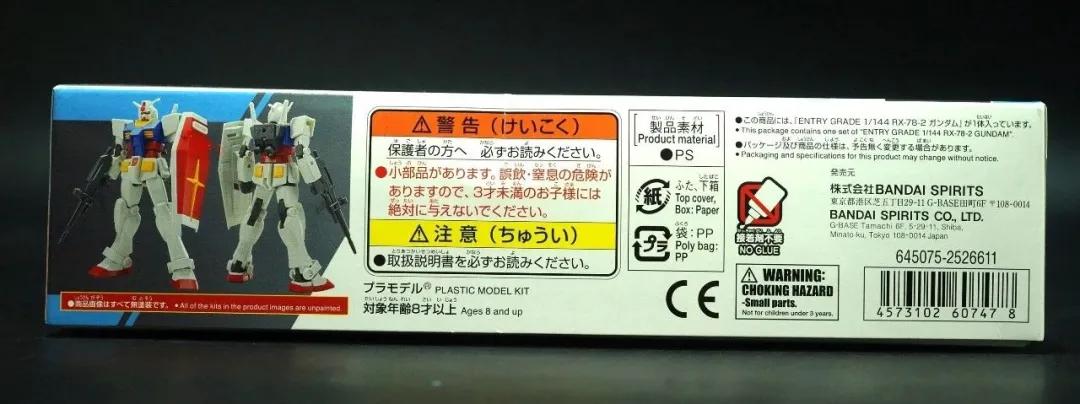 ●商品画像はすべて無塗装です。 ●All of the kits in the product images are unpainted.
⚠警告（けいこく）
保護者の方へ 必ずお読みください。
●小部品があります。誤飲・窒息の危険が
ありますので、3才未満のお子様には
絶対に与えないでください。
⚠注意（ちゅうい）
●取扱説明書を必ずお読みください。
プラモデル® PLASTIC MODEL KIT
対象年齢8才以上 Ages 8 and up
製品素材
[Product material]
●PS
紙
ふた、下箱
Top cover,
Box: Paper
プラ
袋:PP
Poly bag:
PP
CE
●この商品には、「ENTRY GRADE 1/144 RX-78-2 ガンダム」が1体入っています。
•This package contains one set of "ENTRY GRADE 1/144 RX-78-2 GUNDAM".
●パッケージ及び商品の仕様は、予告無く変更する場合があります。
•Packaging and specifications for this product may change without notice.
接着剤不要
NO GLUE
発売元
株式会社BANDAI SPIRITS
東京都港区芝五丁目29-11 G-BASE田町 〒108-0014
BANDAI SPIRITS CO., LTD.
G-BASE Tamachi 6F, 5-29-11, Shiba,
Minato-ku, Tokyo 108-0014 Japan
645075-2526611
⚠WARNING:
CHOKING HAZARD
-Small parts.
Not for children under 3 years.
4573102 60747 8